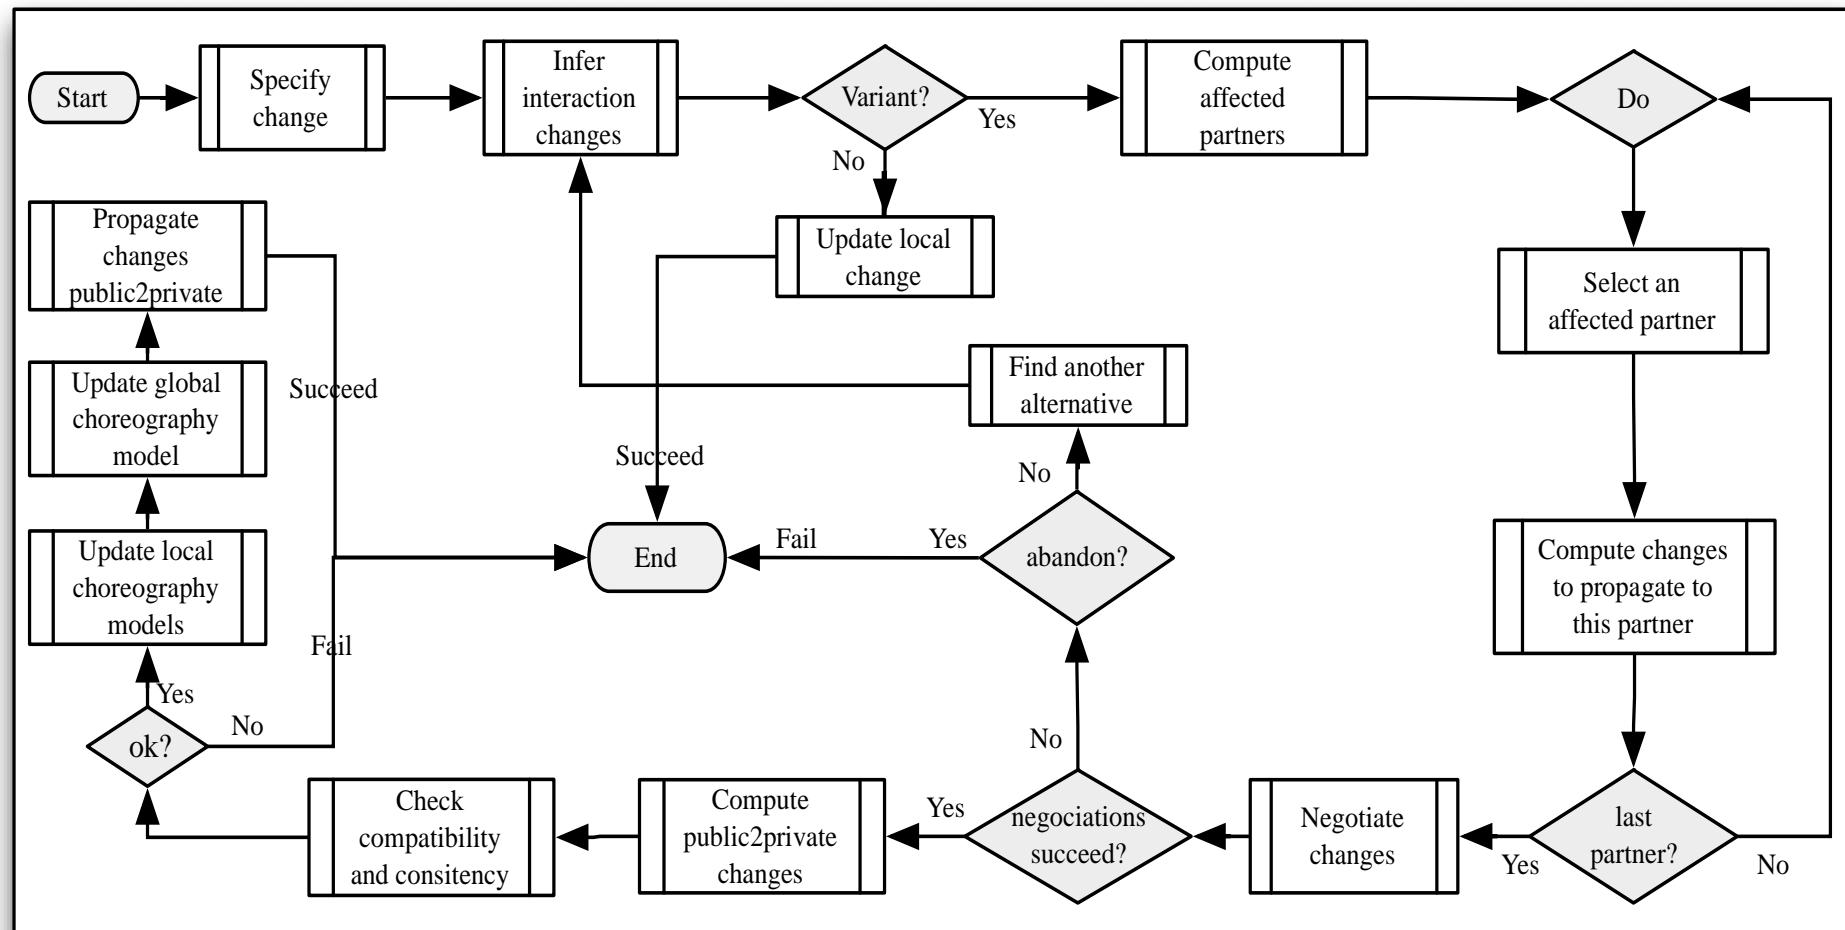 Start
Specify
change
Infer
interaction
changes
Variant?
Yes
No
Compute
affected
partners
Do
Propagate
changes
public2private
Update local
change
Select an
affected partner
Update global
choreography
model
Succeed
Find another
alternative
Succeed
No
Update local
choreography
models
End
Fail
Yes
abandon?
Compute changes
to propagate to
this partner
Fail
Yes
ok?
No
No
Check
compatibility
and consitency
Compute
public2private
changes
Yes
negociations
succeed?
Negotiate
changes
Yes
last
partner?
No